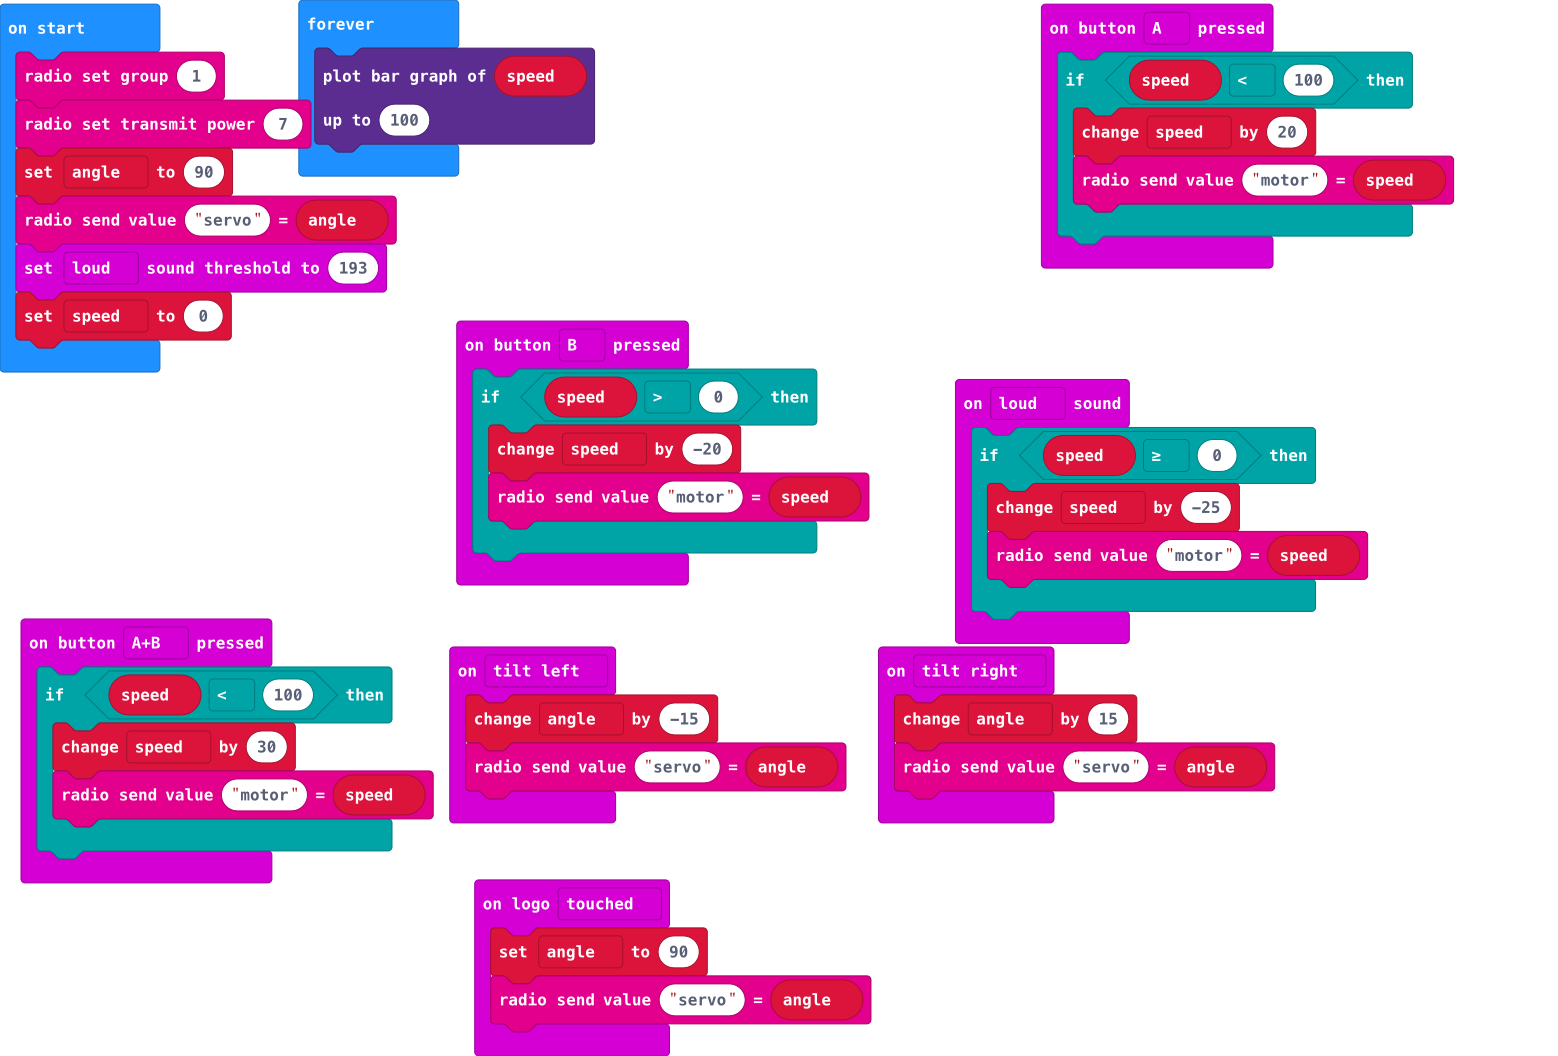 on start
radio set group 1
radio set transmit power 7
set angle to 90
radio send value "servo" = angle
set loud sound threshold to 193
set speed to 0
forever
plot bar graph of speed
up to 100
on button A pressed
if speed < 100 then
change speed by 20
radio send value "motor" = speed
on button B pressed
if speed > 0 then
change speed by -20
radio send value "motor" = speed
on loud sound
if speed ≥ 0 then
change speed by -25
radio send value "motor" = speed
on button A+B pressed
if speed < 100 then
change speed by 30
radio send value "motor" = speed
on tilt left
change angle by -15
radio send value "servo" = angle
on tilt right
change angle by 15
radio send value "servo" = angle
on logo touched
set angle to 90
radio send value "servo" = angle